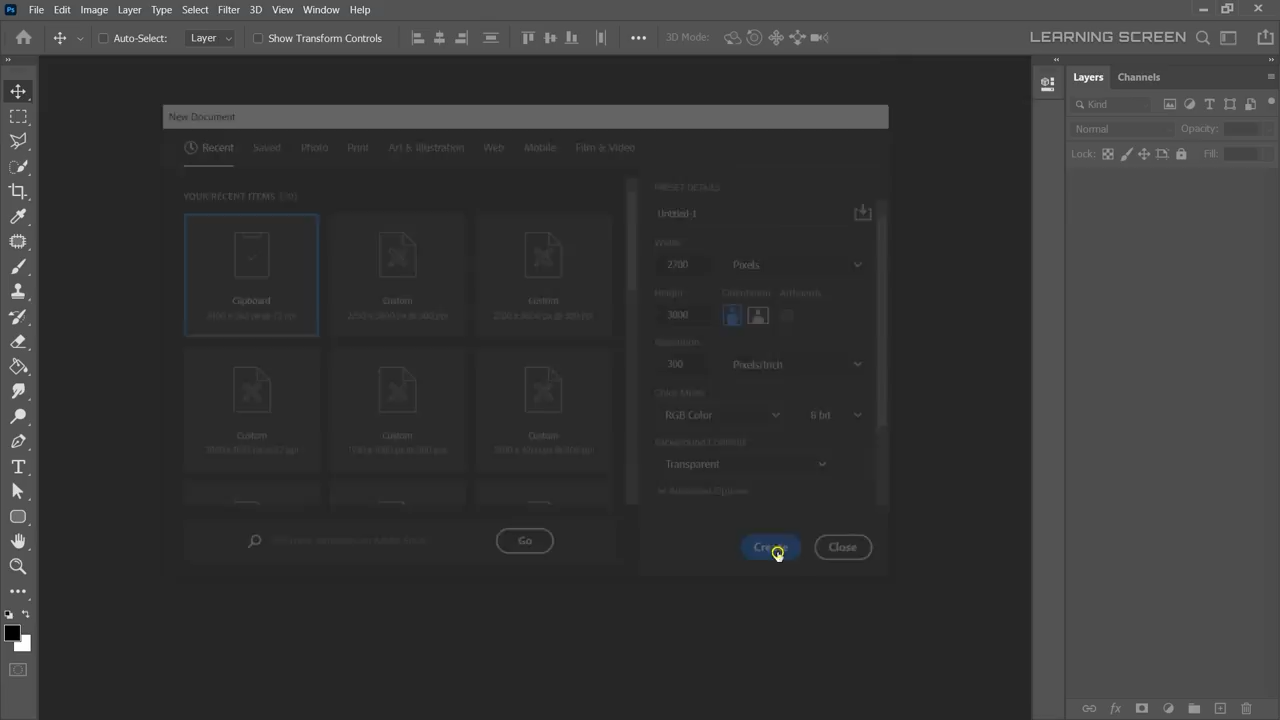 Ps File Edit Image Layer Type Select Filter 3D View Window Help
Auto-Select: Layer Show Transform Controls 3D Mode: LEARNING SCREEN
Layers Channels
Kind
Normal Opacity:
Lock: Fill:
New Document
Recent Saved Photo Print Art & Illustration Web Mobile Film & Video
YOUR RECENT ITEMS
Clipboard
Custom
Custom
Custom
Custom
Custom
Go
PRESET DETAILS
Untitled-1
Width
2700 Pixels
Height Orientation Artboards
3000
Resolution
300 Pixels/Inch
Color Mode
RGB Color bit
Background Contents
Transparent
Advanced Options
Create Close